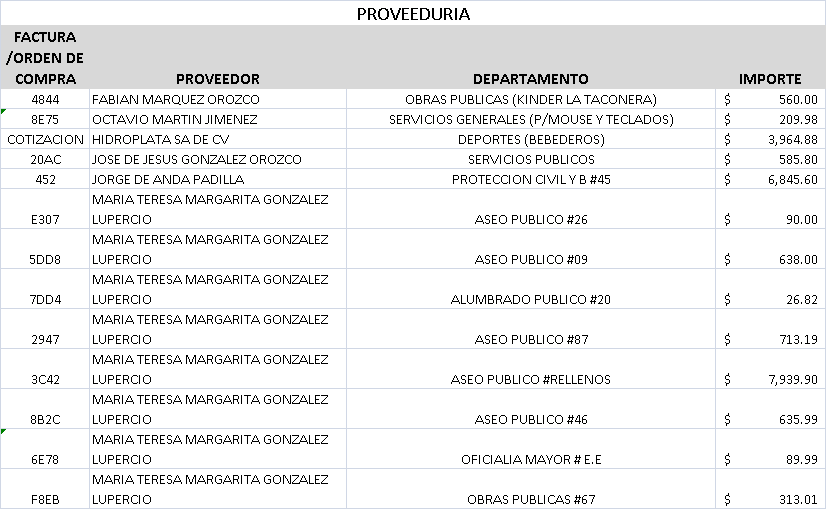 PROVEEDURIA
FACTURA
/ORDEN DE
COMPRA PROVEEDOR DEPARTAMENTO IMPORTE
4844 FABIAN MARQUEZ OROZCO OBRAS PUBLICAS (KINDER LA TACONERA) $ 560.00
8E75 OCTAVIO MARTIN JIMENEZ SERVICIOS GENERALES (P/MOUSE Y TECLADOS) $ 209.98
COTIZACION HIDROPLATA SA DE CV DEPORTES (BEBEDEROS) $ 3,964.88
20AC JOSE DE JESUS GONZALEZ OROZCO SERVICIOS PUBLICOS $ 585.80
452 JORGE DE ANDA PADILLA PROTECCION CIVIL Y B #45 $ 6,845.60
MARIA TERESA MARGARITA GONZALEZ
E307 LUPERCIO ASEO PUBLICO #26 $ 90.00
MARIA TERESA MARGARITA GONZALEZ
5DD8 LUPERCIO ASEO PUBLICO #09 $ 638.00
MARIA TERESA MARGARITA GONZALEZ
7DD4 LUPERCIO ALUMBRADO PUBLICO #20 $ 26.82
MARIA TERESA MARGARITA GONZALEZ
2947 LUPERCIO ASEO PUBLICO #87 $ 713.19
MARIA TERESA MARGARITA GONZALEZ
3C42 LUPERCIO ASEO PUBLICO #RELLENOS $ 7,939.90
MARIA TERESA MARGARITA GONZALEZ
8B2C LUPERCIO ASEO PUBLICO #46 $ 635.99
MARIA TERESA MARGARITA GONZALEZ
6E78 LUPERCIO OFICIALIA MAYOR # E.E $ 89.99
MARIA TERESA MARGARITA GONZALEZ
F8EB LUPERCIO OBRAS PUBLICAS #67 $ 313.01